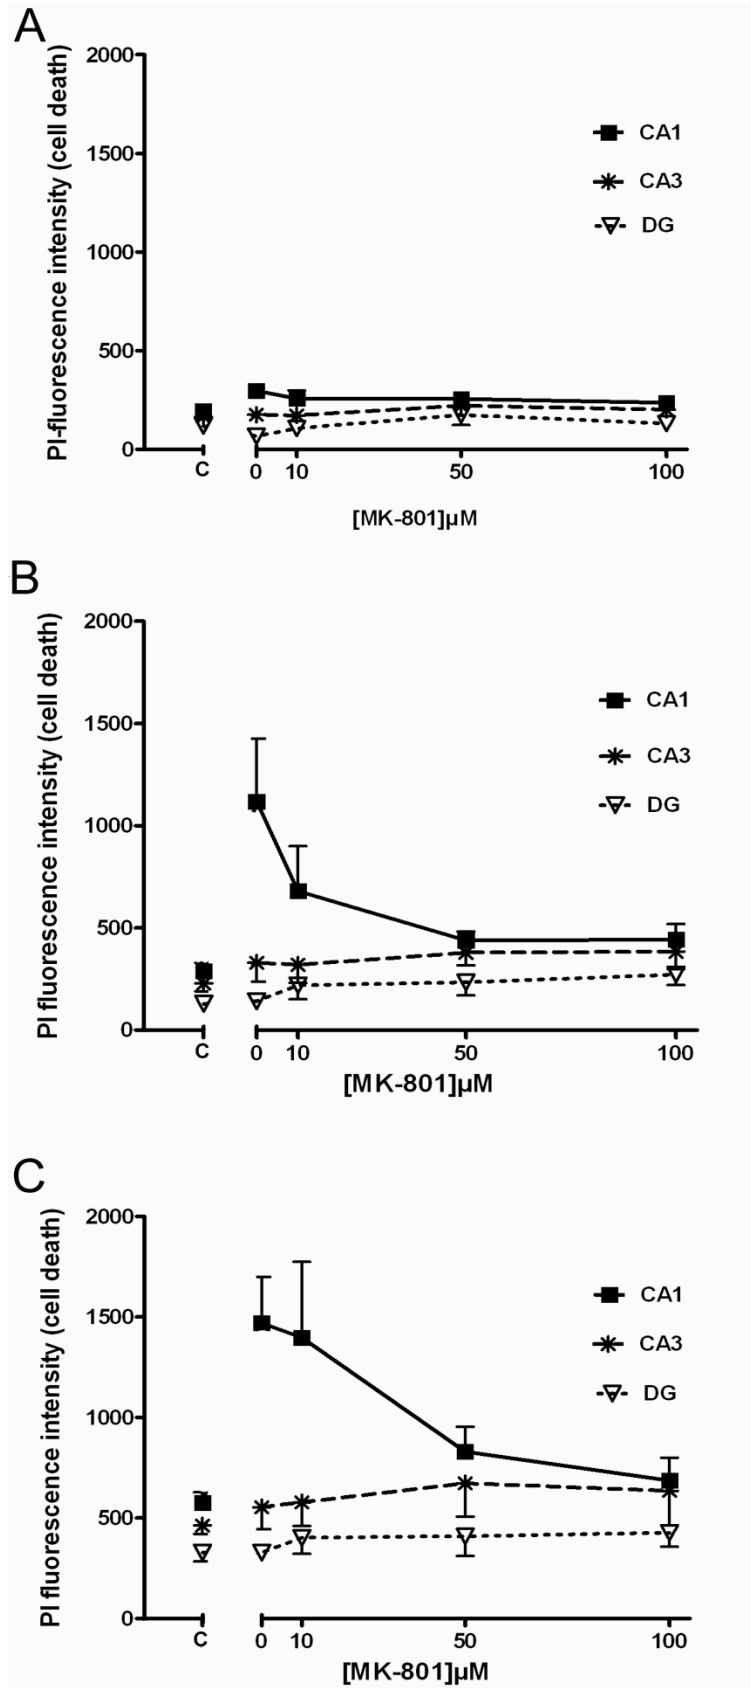 A
PI-fluorescence intensity (cell death)
2000
1500
1000
500
0
CA1
CA3
DG
C
0
10
50
100
[MK-801]µM
B
PI fluorescence intensity (cell death)
2000
1500
1000
500
0
CA1
CA3
DG
C
0
10
50
100
[MK-801]µM
C
PI fluorescence intensity (cell death)
2000
1500
1000
500
0
CA1
CA3
DG
C
0
10
50
100
[MK-801]µM